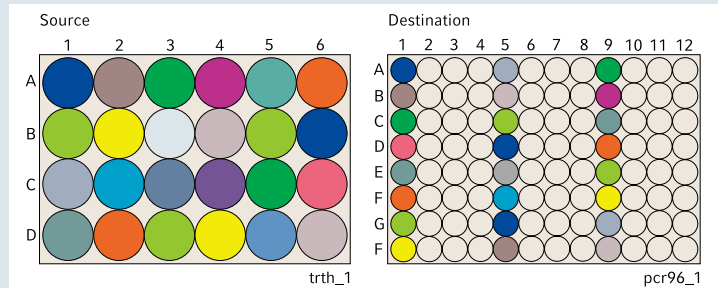 Source
1 2 3 4 5 6
A
B
C
D
trth_1
Destination
1 2 3 4 5 6 7 8 9 10 11 12
A
B
C
D
E
F
G
F
pcr96_1